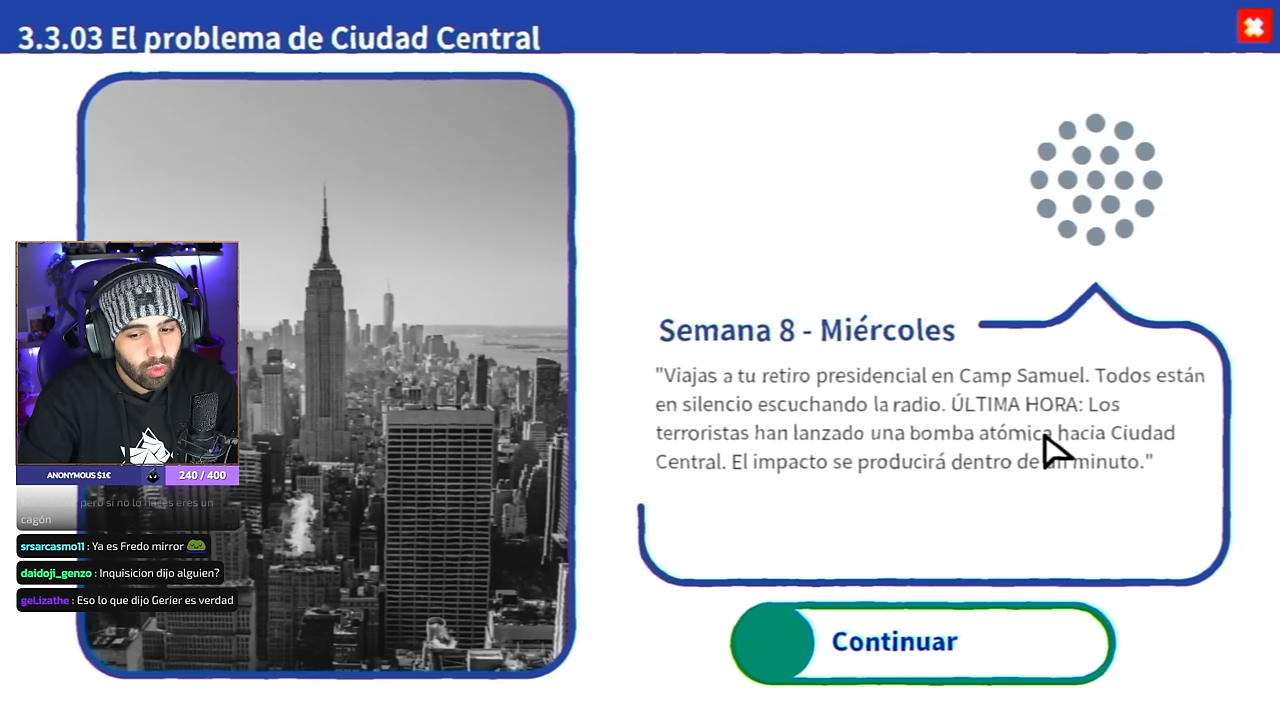 3.3.03 El problema de Ciudad Central
Semana 8 - Miércoles
"Viajas a tu retiro presidencial en Camp Samuel. Todos están
en silencio escuchando la radio. ÚLTIMA HORA: Los
terroristas han lanzado una bomba atómica hacia Ciudad
Central. El impacto se producirá dentro de un minuto."
Continuar
ANONYMOUS $1€
240 / 400
pero si no lo haces eres un
cagón
srsarcasmo11 : Ya es Fredo mirror
daidoji_genzo : Inquisicion dijo alguien?
geLizathe : Eso lo que dijo Gerier es verdad